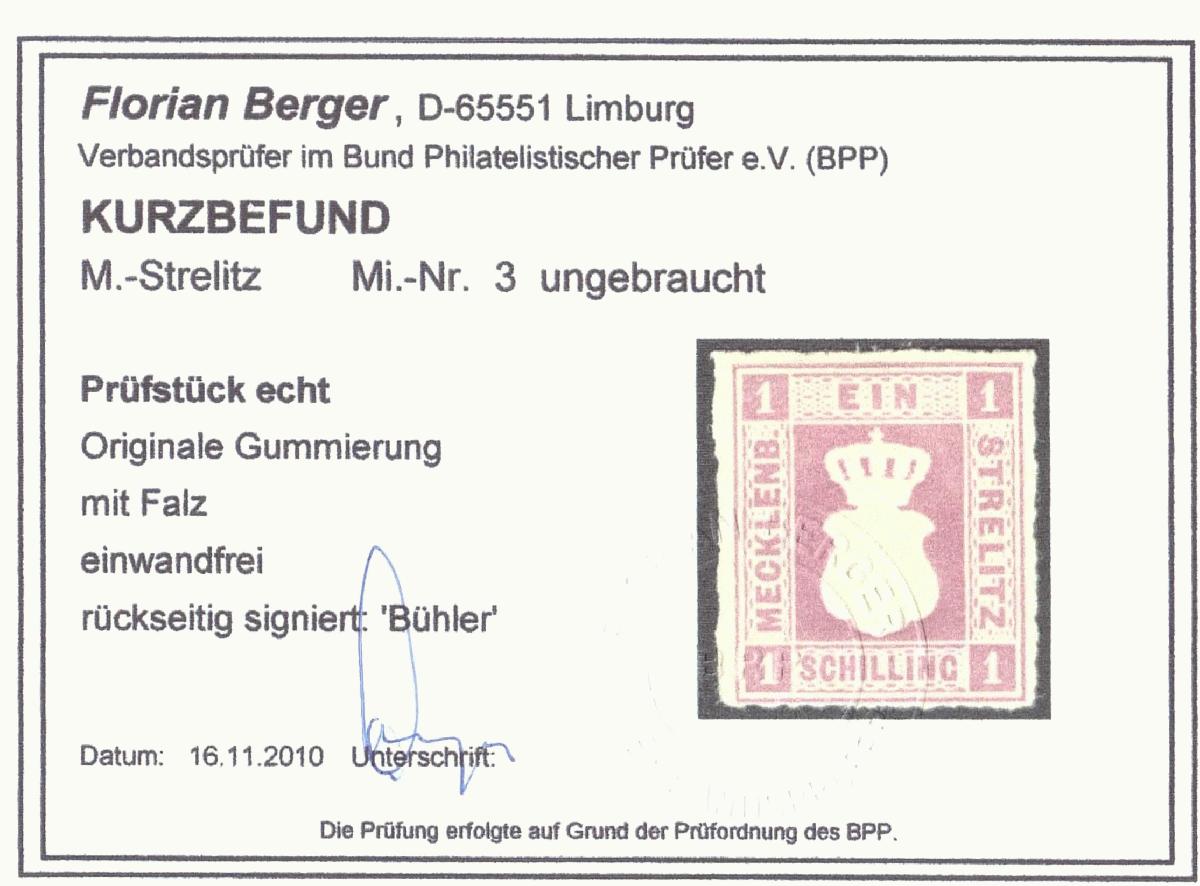 Florian Berger, D-65551 Limburg
Verbandsprüfer im Bund Philatelistischer Prüfer e.V. (BPP)
KURZBEFUND
M.-Strelitz Mi.-Nr. 3 ungebraucht
Prüfstück echt
Originale Gummierung
mit Falz
einwandfrei
rückseitig signiert: 'Bühler'
1 EIN 1
MECKLENB.
STRELITZ
1 SCHILLING 1
BERGER
Datum: 16.11.2010 Unterschrift:
Die Prüfung erfolgte auf Grund der Prüfordnung des BPP.